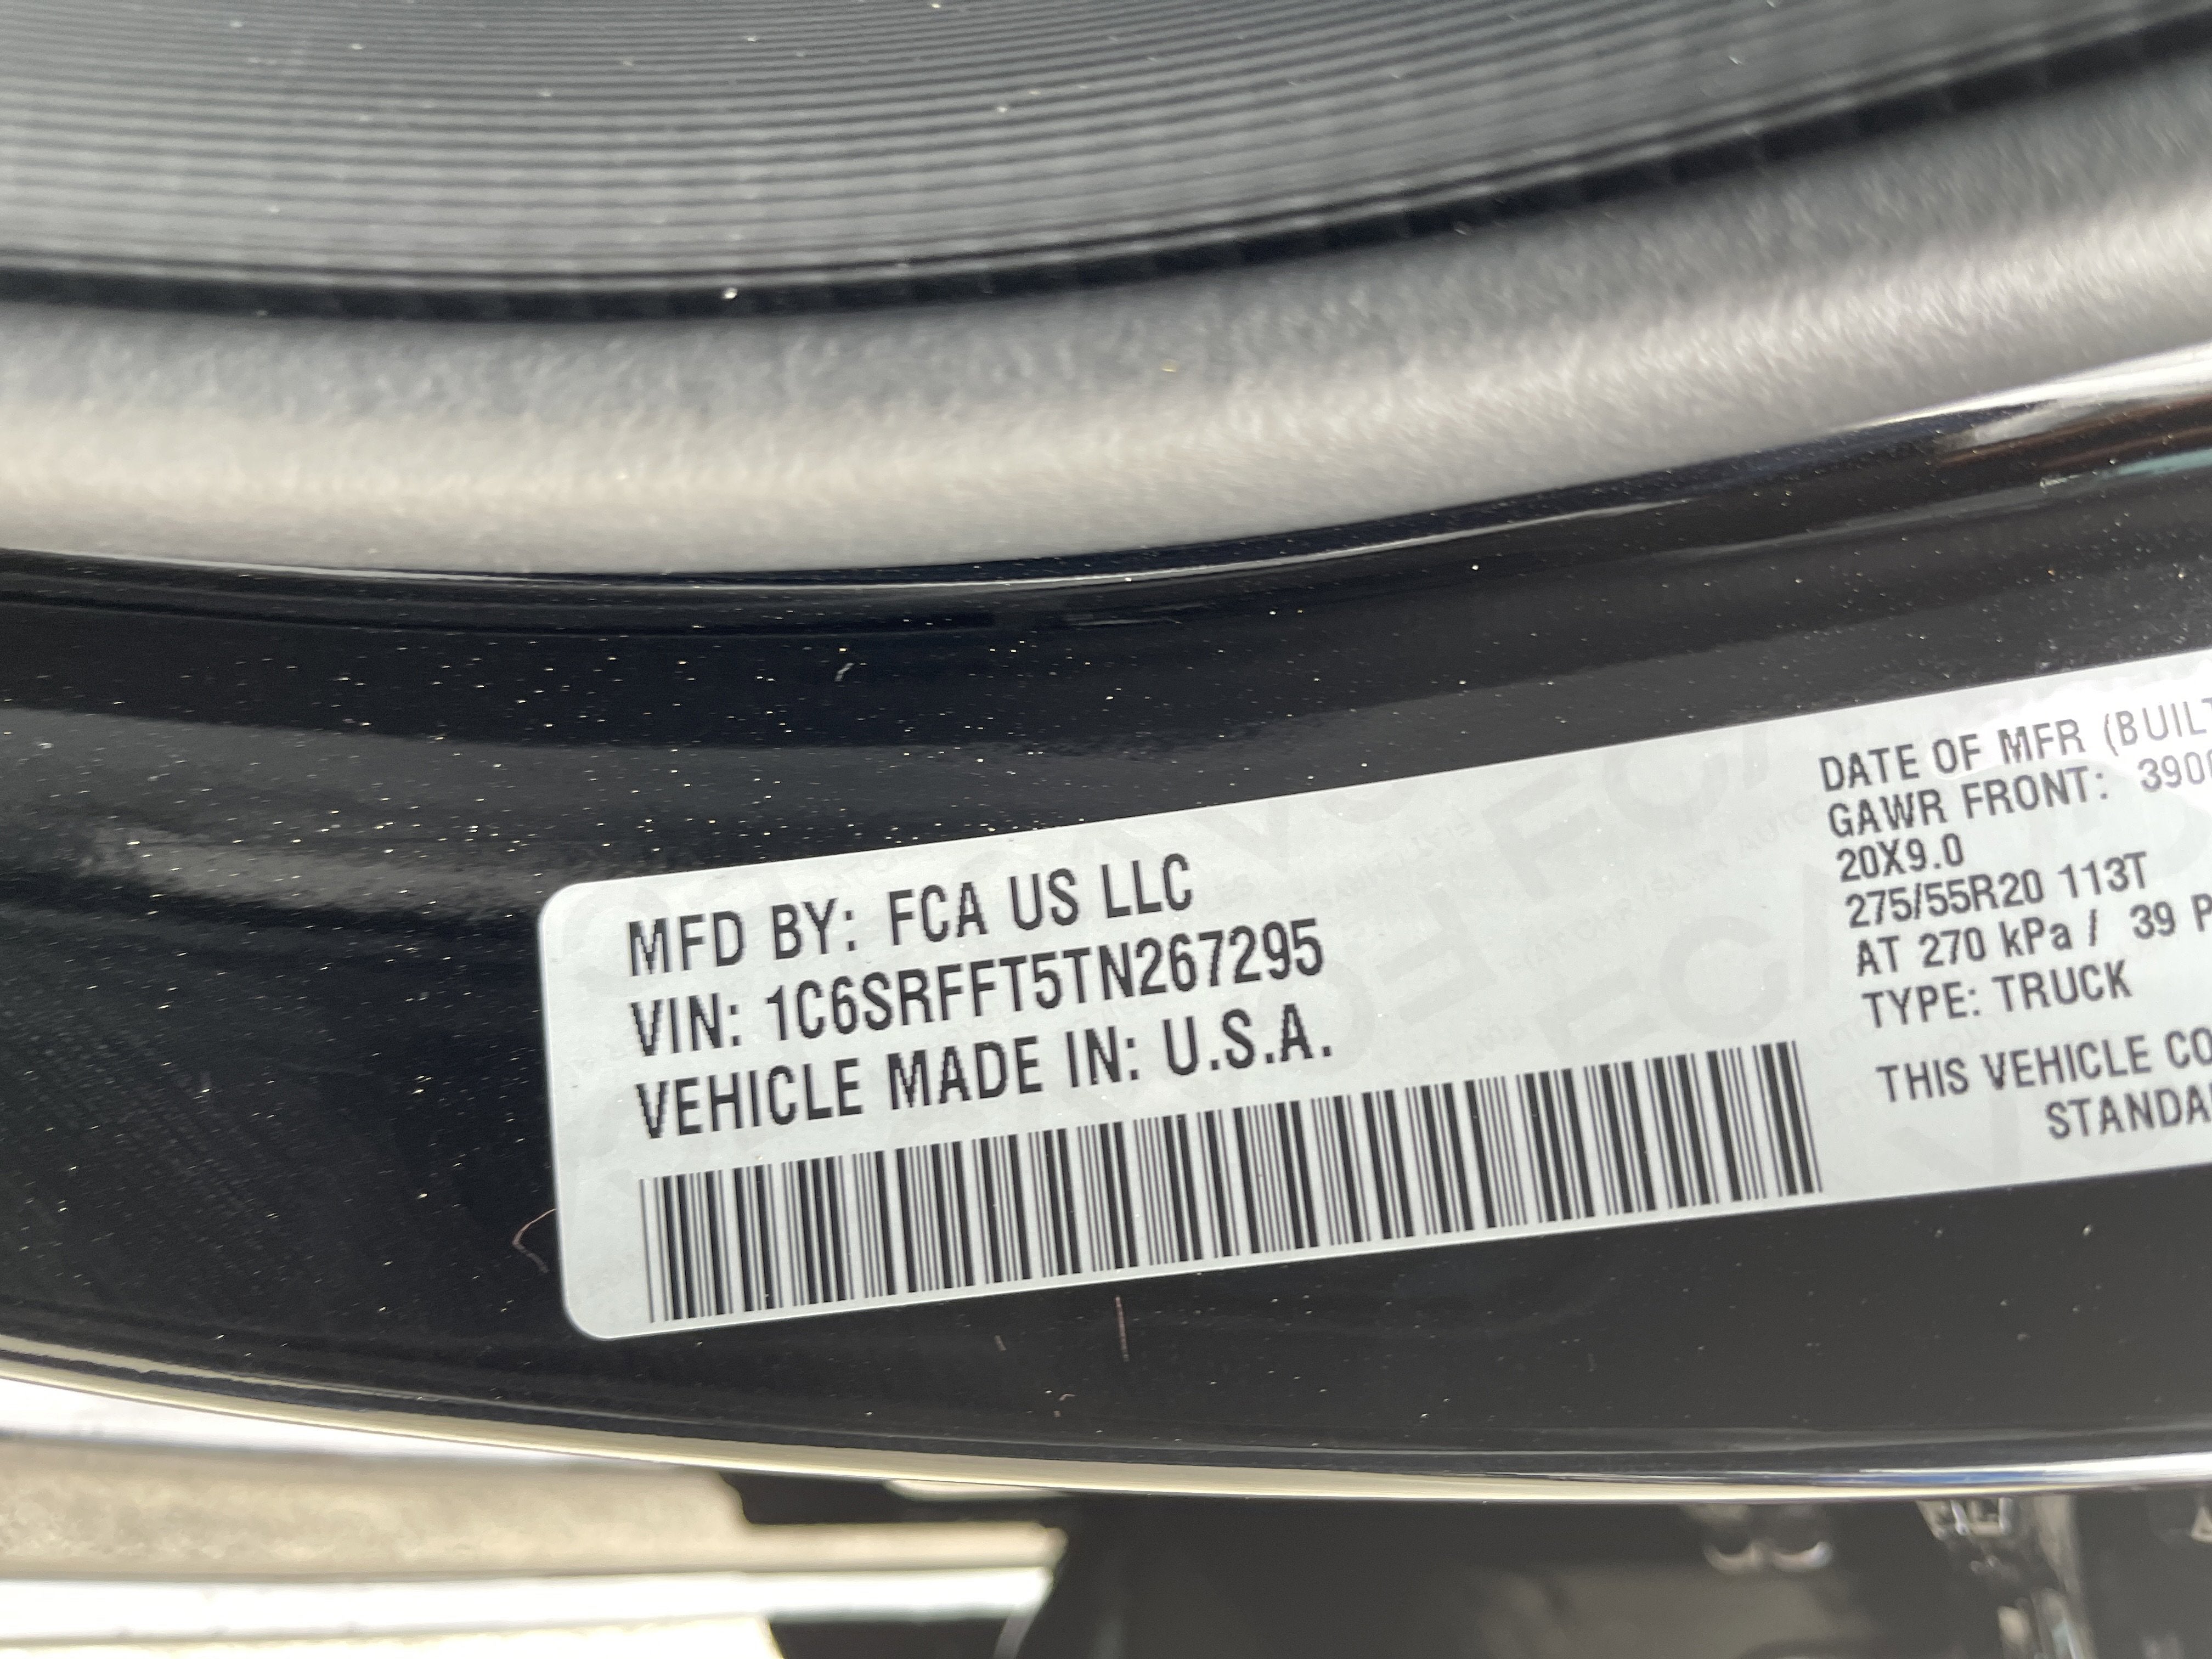 MFD BY: FCA US LLC
VIN: 1C6SRFFT5TN267295
VEHICLE MADE IN: U.S.A.
DATE OF MFR
GAWR FRONT:
20X9.0
275/55R20 113T
AT 270 kPa / 39
TYPE: TRUCK
THIS VEHICLE